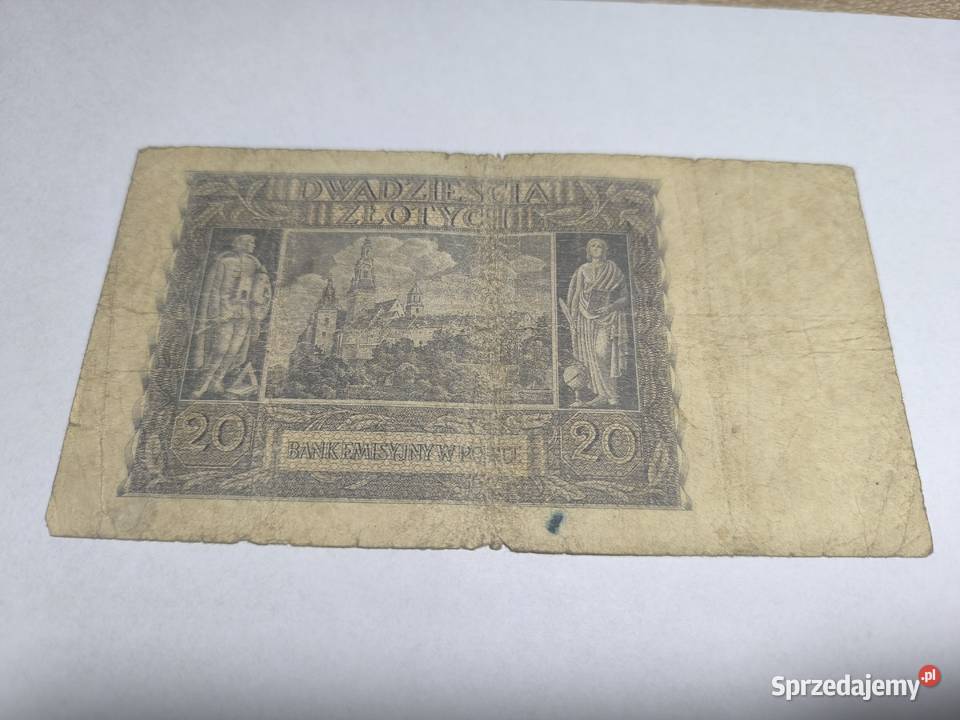 DWADZIEŚCIA
ZŁOTYCH
20
BANK EMISYJNY W POLSCE
20
Sprzedajemy.pl